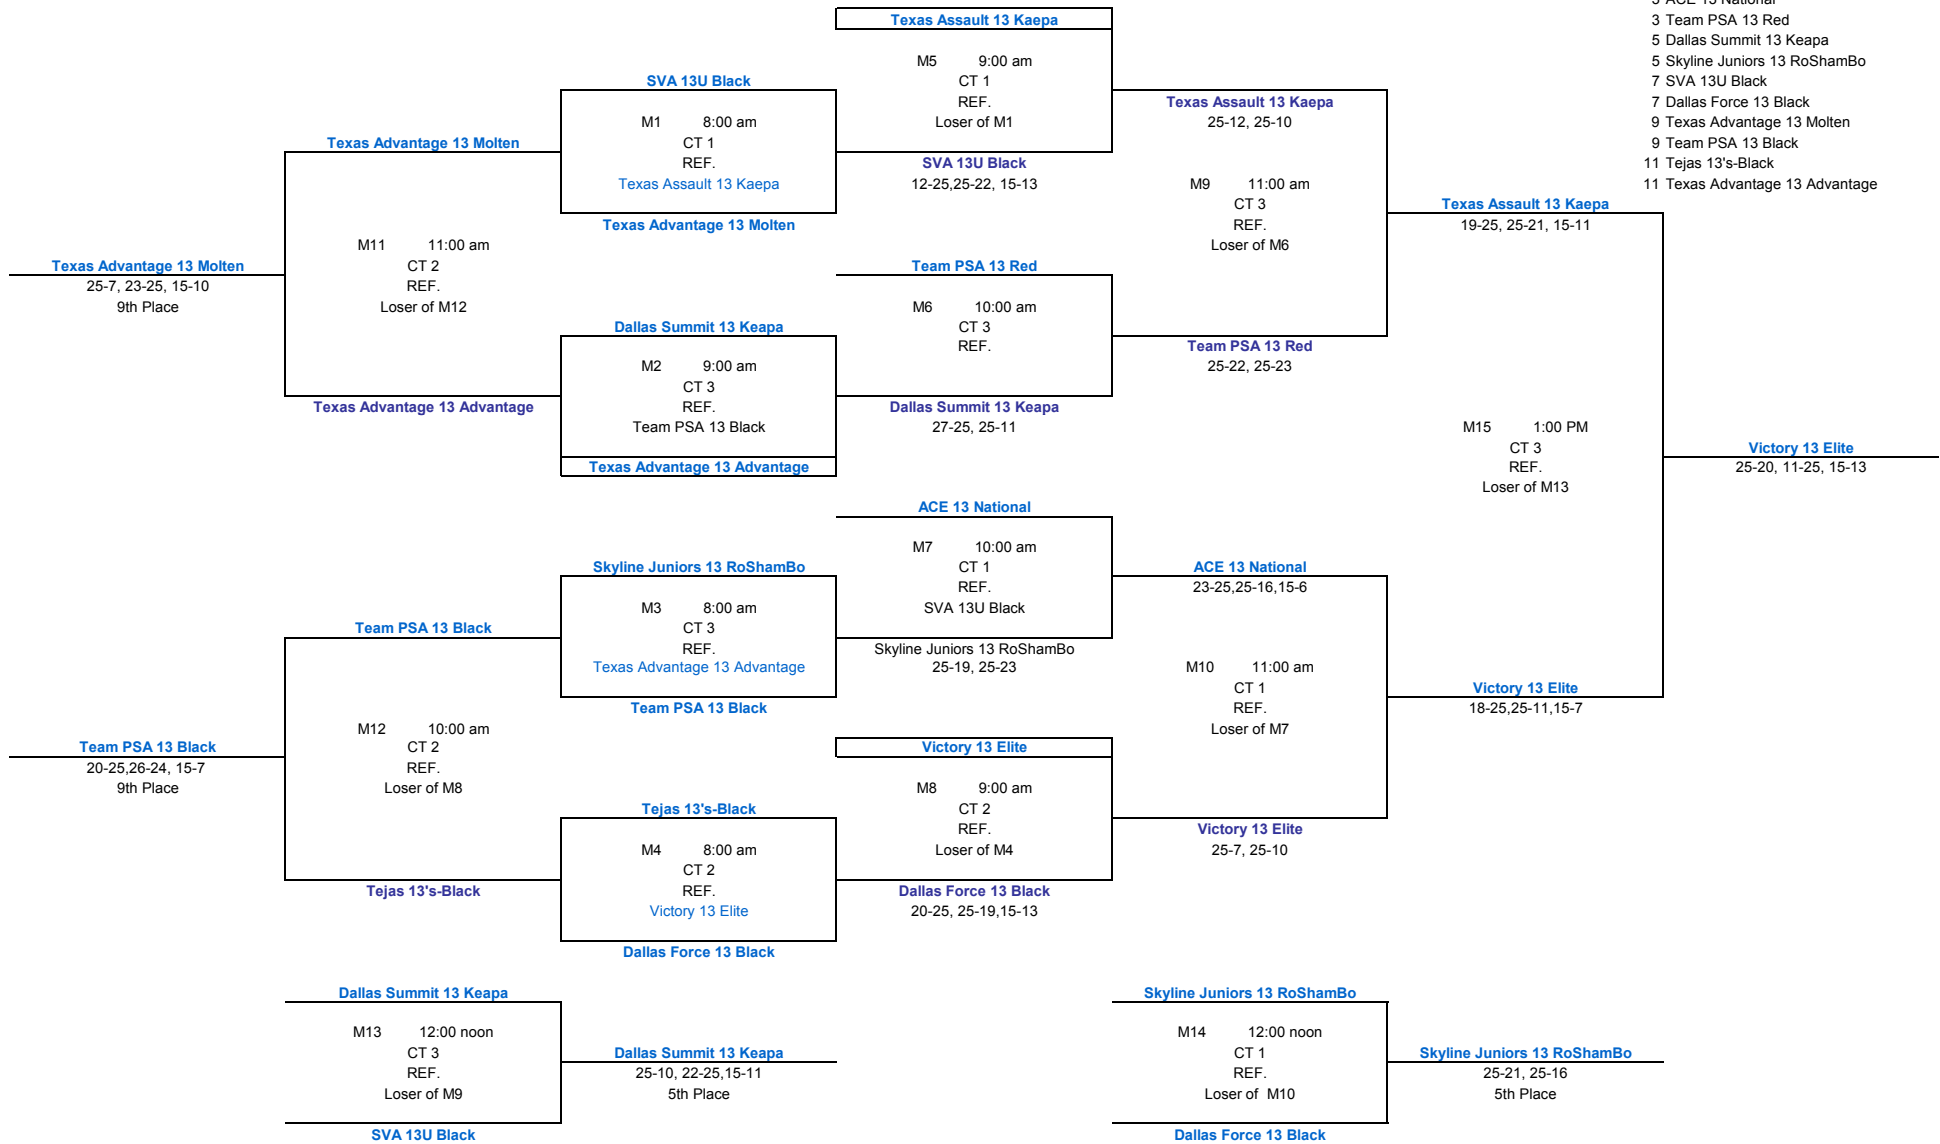 Texas Assault 13 Kaepa
3 Team PSA 13 Red
5 Dallas Summit 13 Keapa
5 Skyline Juniors 13 RoShamBo
7 SVA 13U Black
7 Dallas Force 13 Black
9 Texas Advantage 13 Molten
9 Team PSA 13 Black
11 Tejas 13's-Black
11 Texas Advantage 13 Advantage
M5 9:00 am
CT 1
REF.
Loser of M1
SVA 13U Black
M1 8:00 am
CT 1
REF.
Texas Assault 13 Kaepa
Texas Advantage 13 Molten
Texas Advantage 13 Molten
SVA 13U Black
12-25,25-22, 15-13
Texas Assault 13 Kaepa
25-12, 25-10
M9 11:00 am
CT 3
REF.
Loser of M6
Texas Assault 13 Kaepa
19-25, 25-21, 15-11
M11 11:00 am
CT 2
REF.
Loser of M12
Texas Advantage 13 Molten
25-7, 23-25, 15-10
9th Place
Team PSA 13 Red
M6 10:00 am
CT 3
REF.
Team PSA 13 Red
25-22, 25-23
Dallas Summit 13 Keapa
M2 9:00 am
CT 3
REF.
Team PSA 13 Black
Texas Advantage 13 Advantage
Texas Advantage 13 Advantage
Dallas Summit 13 Keapa
27-25, 25-11
M15 1:00 PM
CT 3
REF.
Loser of M13
Victory 13 Elite
25-20, 11-25, 15-13
ACE 13 National
M7 10:00 am
CT 1
REF.
SVA 13U Black
Skyline Juniors 13 RoShamBo
M3 8:00 am
CT 3
REF.
Texas Advantage 13 Advantage
Team PSA 13 Black
Team PSA 13 Black
Skyline Juniors 13 RoShamBo
25-19, 25-23
ACE 13 National
23-25,25-16,15-6
M10 11:00 am
CT 1
REF.
Loser of M7
Victory 13 Elite
18-25,25-11,15-7
M12 10:00 am
CT 2
REF.
Loser of M8
Team PSA 13 Black
20-25,26-24, 15-7
9th Place
Victory 13 Elite
M8 9:00 am
CT 2
REF.
Loser of M4
Victory 13 Elite
25-7, 25-10
Tejas 13's-Black
M4 8:00 am
CT 2
REF.
Victory 13 Elite
Dallas Force 13 Black
Tejas 13's-Black
Dallas Force 13 Black
20-25, 25-19,15-13
Dallas Summit 13 Keapa
M13 12:00 noon
CT 3
REF.
Loser of M9
SVA 13U Black
Dallas Summit 13 Keapa
25-10, 22-25,15-11
5th Place
Skyline Juniors 13 RoShamBo
M14 12:00 noon
CT 1
REF.
Loser of M10
Dallas Force 13 Black
Skyline Juniors 13 RoShamBo
25-21, 25-16
5th Place